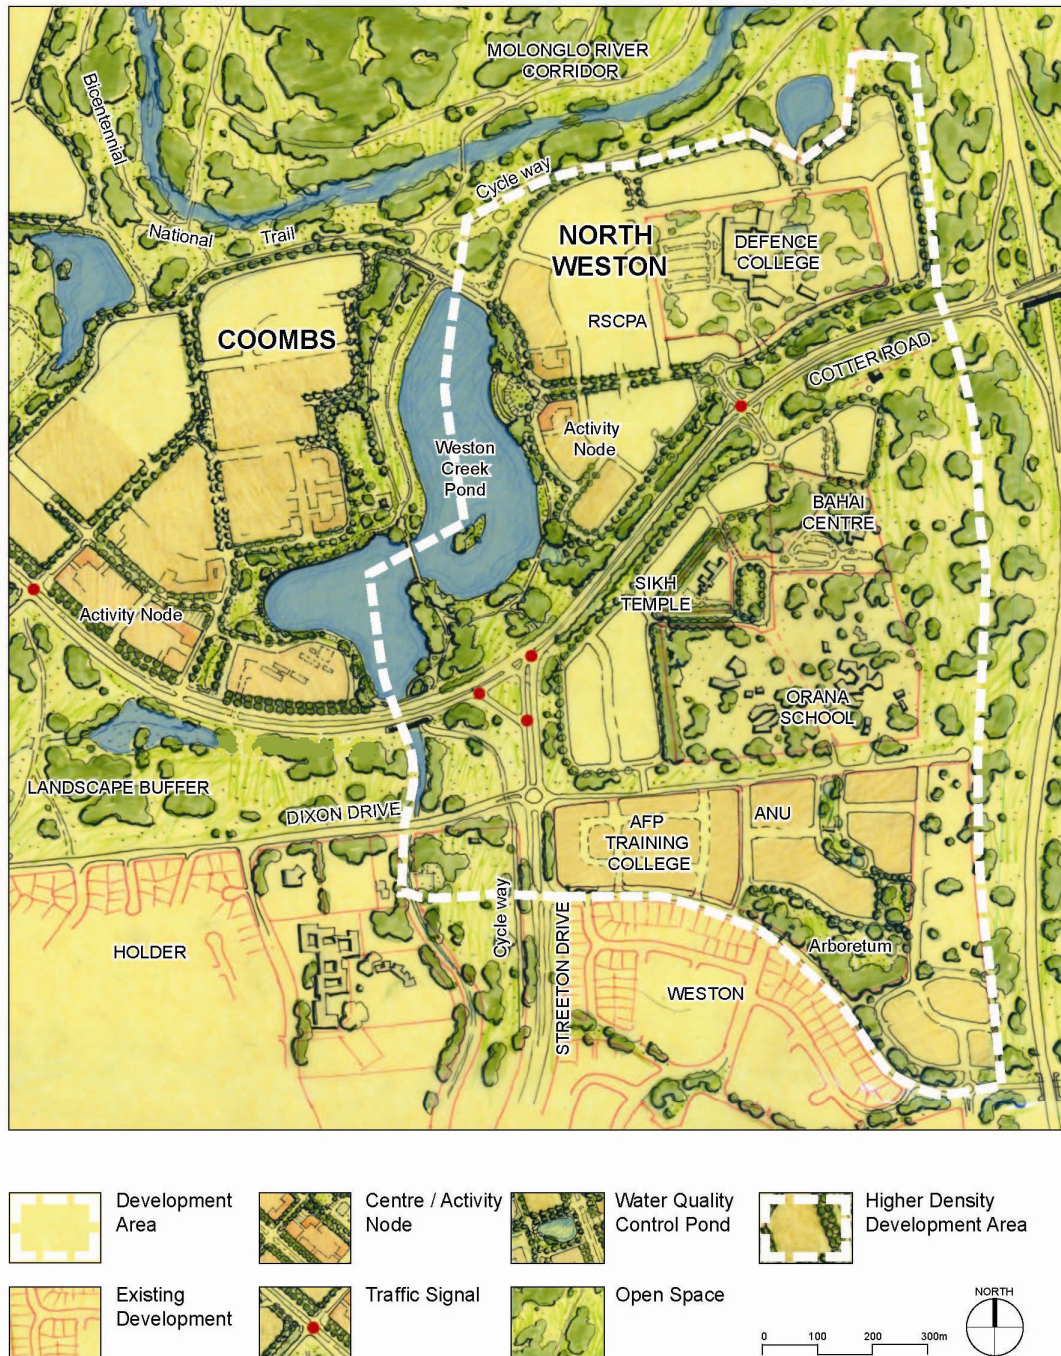 MOLONGLO RIVER
CORRIDOR
Bicentennial
National
Trail
Cycle way
NORTH
WESTON
DEFENCE
COLLEGE
RSCPA
COOMBS
COTTER ROAD
Activity
Node
Weston
Creek
Pond
BAHAI
CENTRE
SIKH
TEMPLE
Activity Node
ORANA
SCHOOL
LANDSCAPE BUFFER
DIXON DRIVE
AFP
TRAINING
COLLEGE
ANU
Cycle way
STREETON DRIVE
HOLDER
Arboretum
WESTON
Development
Area
Centre / Activity
Node
Water Quality
Control Pond
Higher Density
Development Area
Existing
Development
Traffic Signal
Open Space
NORTH
0 100 200 300m